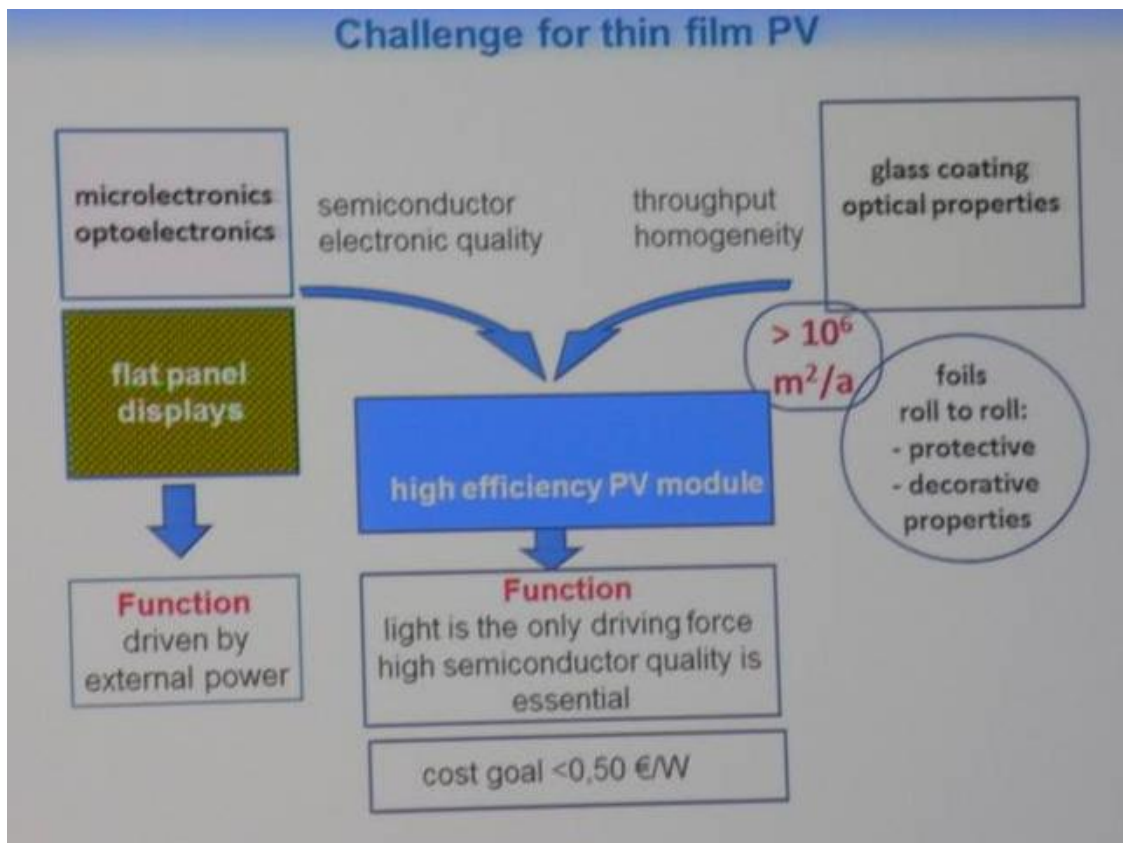 Challenge for thin film PV
microlectronics
optoelectronics
semiconductor
electronic quality
throughput
homogeneity
glass coating
optical properties
> 10⁶
m²/a
flat panel
displays
foils
roll to roll:
- protective
- decorative
properties
high efficiency PV module
Function
driven by
external power
Function
light is the only driving force
high semiconductor quality is
essential
cost goal <0,50 €/W